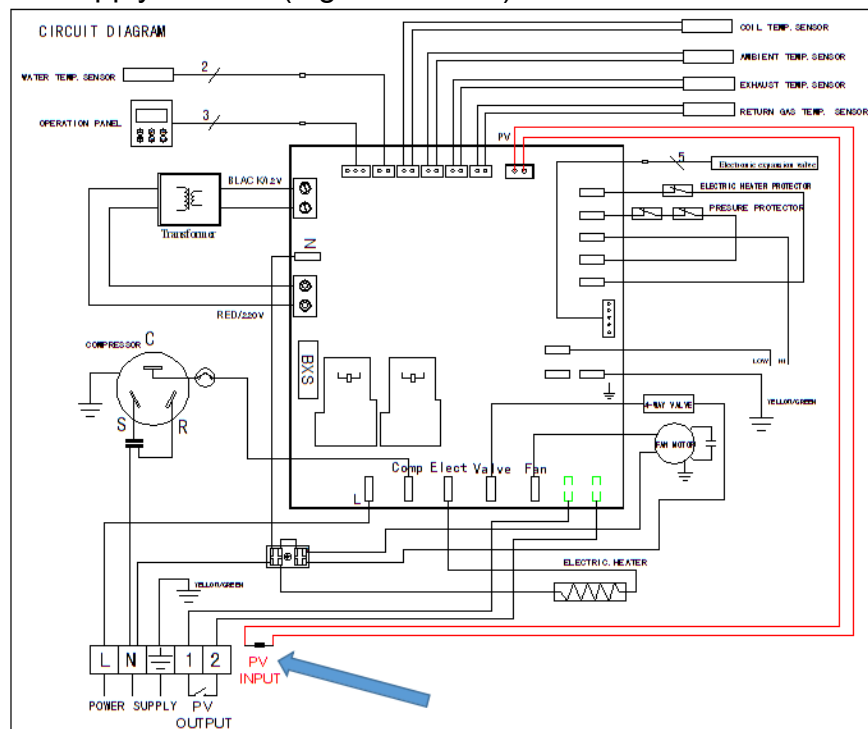 CIRCUIT DIAGRAM
COIL TEMP. SENSOR
AMBIENT TEMP. SENSOR
WATER TEMP. SENSOR
2
EXHAUST TEMP. SENSOR
OPERATION PANEL
3
RETURN GAS TEMP. SENSOR
PV
5
Electronic expansion valve
BLACK/12V
ELECTRIC HEATER PROTECTOR
PRESURE PROTECTOR
Transformer
N
RED/220V
COMPRESSOR C
BXS
LOW HI
YELLOW/GREEN
4-WAY VALVE
S R
FAN MOTOR
Comp Elect Valve Fan
L
ELECTRIC. HEATER
YELLOW/GREEN
L N 1 2
PV
INPUT
POWER SUPPLY PV
OUTPUT